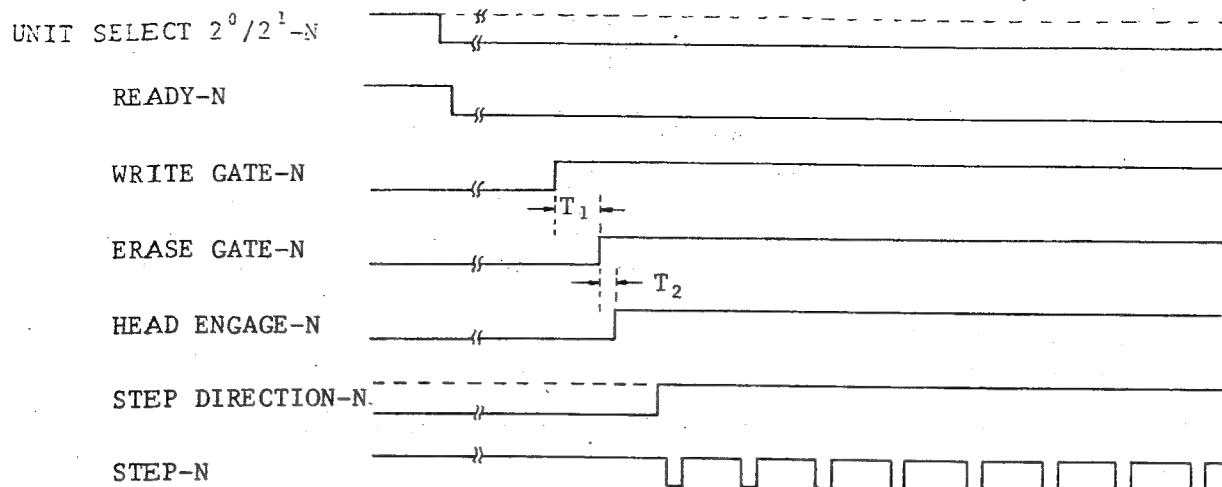 UNIT SELECT 2⁰/2¹-N
READY-N
WRITE GATE-N
T₁
ERASE GATE-N
T₂
HEAD ENGAGE-N
STEP DIRECTION-N
STEP-N